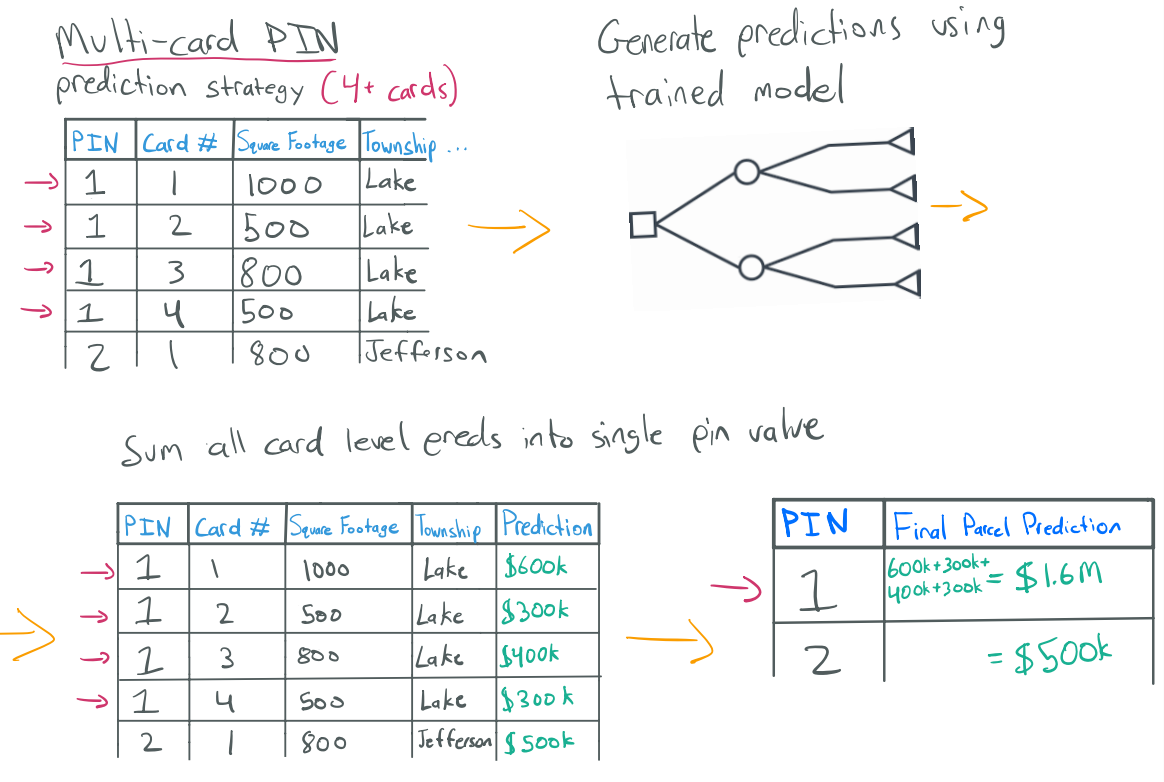 Multi-card PIN
prediction strategy (4+ cards)
PIN Card # Square Footage Township ...
1 1 1000 Lake
1 2 500 Lake
1 3 800 Lake
1 4 500 Lake
2 1 800 Jefferson
Generate predictions using
trained model
Sum all card level preds into single pin value
PIN Card # Square Footage Township Prediction
1 1 1000 Lake $600k
1 2 500 Lake $300k
1 3 800 Lake $400k
1 4 500 Lake $300k
2 1 800 Jefferson $500k
PIN Final Parcel Prediction
1 600k+300k+
400k+300k = $1.6M
2 = $500k